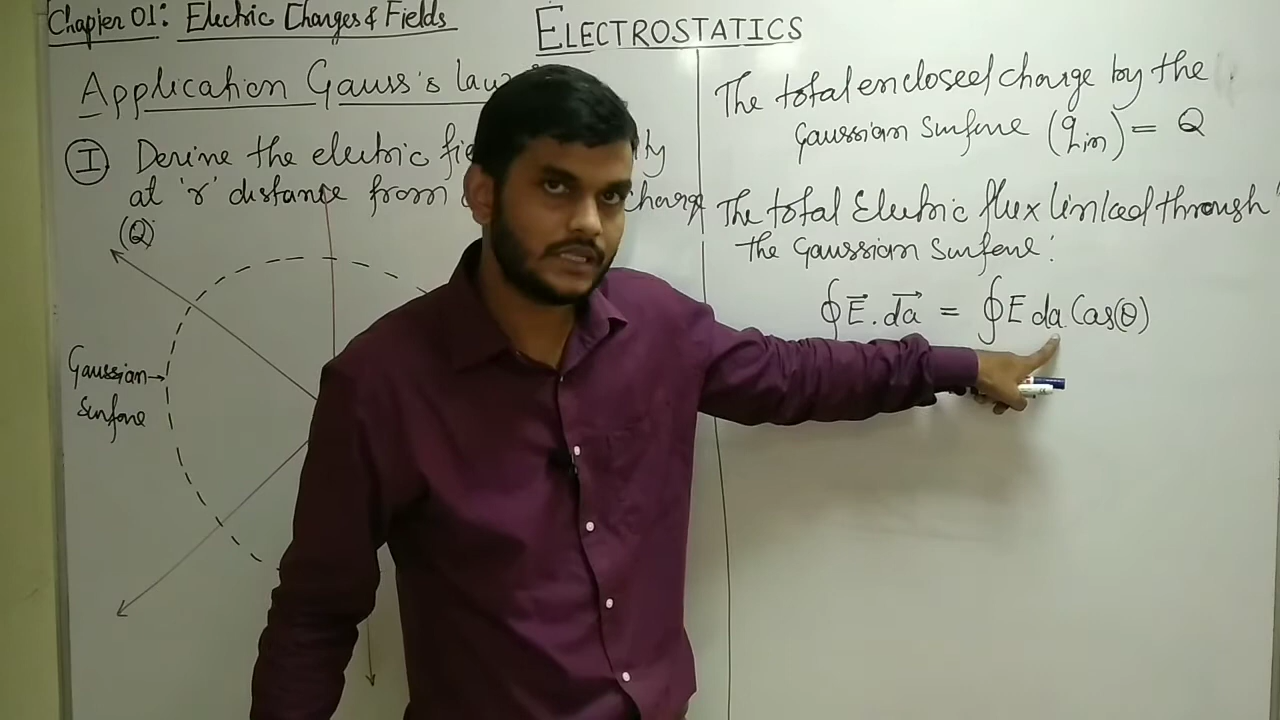 Chapter 01: Electric Charges & Fields
ELECTROSTATICS
Application Gauss's law
I Derive the electric
at 'r' distance from charge
(Q)
Gaussian
Surface
The total enclosed charge by the
Gaussian Surface (qin) = Q
The total Electric flux linked through
the Gaussian Surface:
∮E⃗.da⃗ = ∮E da Cos(θ)